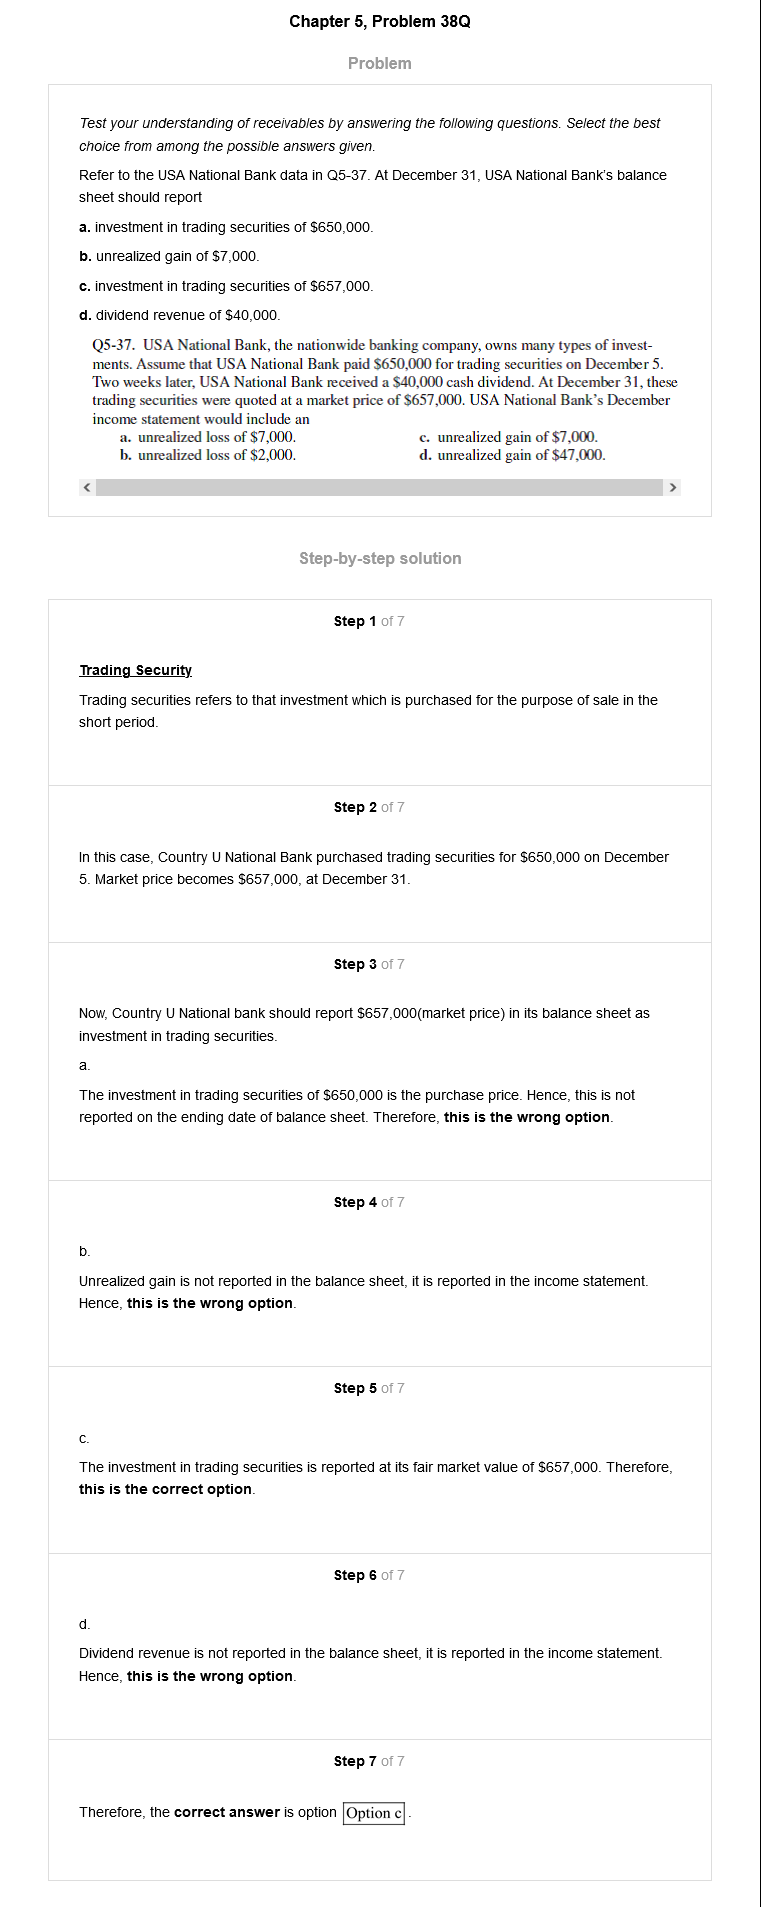 Chapter 5, Problem 38Q
Problem
Test your understanding of receivables by answering the following questions. Select the best
choice from among the possible answers given.
Refer to the USA National Bank data in Q5-37. At December 31, USA National Bank's balance
sheet should report
a. investment in trading securities of $650,000.
b. unrealized gain of $7,000.
c. investment in trading securities of $657,000.
d. dividend revenue of $40,000.
Q5-37. USA National Bank, the nationwide banking company, owns many types of invest-
ments. Assume that USA National Bank paid $650,000 for trading securities on December 5.
Two weeks later, USA National Bank received a $40,000 cash dividend. At December 31, these
trading securities were quoted at a market price of $657,000. USA National Bank's December
income statement would include an
a. unrealized loss of $7,000. c. unrealized gain of $7,000.
b. unrealized loss of $2,000. d. unrealized gain of $47,000.
Step-by-step solution
Step 1 of 7
Trading Security
Trading securities refers to that investment which is purchased for the purpose of sale in the
short period.
Step 2 of 7
In this case, Country U National Bank purchased trading securities for $650,000 on December
5. Market price becomes $657,000, at December 31.
Step 3 of 7
Now, Country U National bank should report $657,000(market price) in its balance sheet as
investment in trading securities.
a.
The investment in trading securities of $650,000 is the purchase price. Hence, this is not
reported on the ending date of balance sheet. Therefore, this is the wrong option.
Step 4 of 7
b.
Unrealized gain is not reported in the balance sheet, it is reported in the income statement.
Hence, this is the wrong option.
Step 5 of 7
c.
The investment in trading securities is reported at its fair market value of $657,000. Therefore,
this is the correct option.
Step 6 of 7
d.
Dividend revenue is not reported in the balance sheet, it is reported in the income statement.
Hence, this is the wrong option.
Step 7 of 7
Therefore, the correct answer is option Option c.